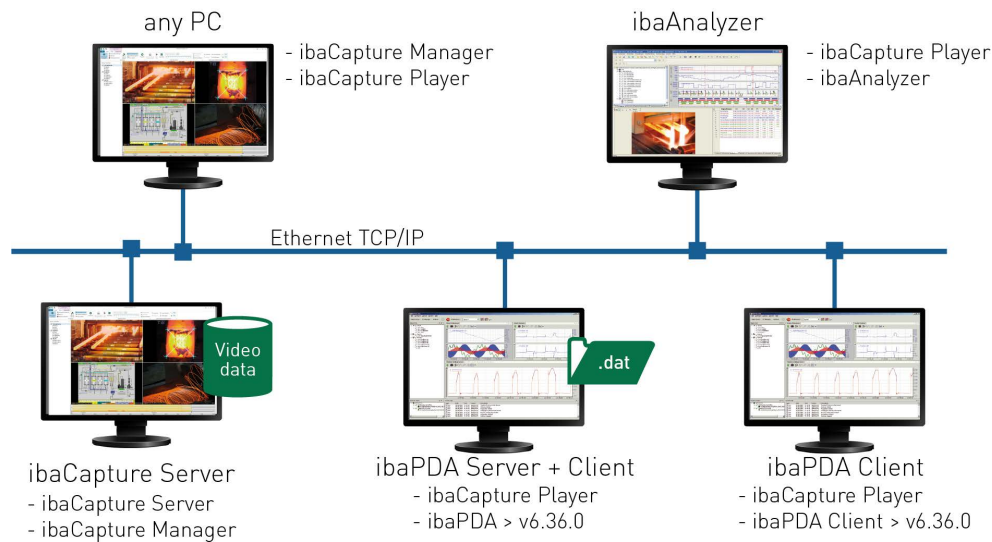 any PC
- ibaCapture Manager
- ibaCapture Player
ibaAnalyzer
- ibaCapture Player
- ibaAnalyzer
Ethernet TCP/IP
Video
data
.dat
ibaCapture Server
- ibaCapture Server
- ibaCapture Manager
ibaPDA Server + Client
- ibaCapture Player
- ibaPDA > v6.36.0
ibaPDA Client
- ibaCapture Player
- ibaPDA Client > v6.36.0